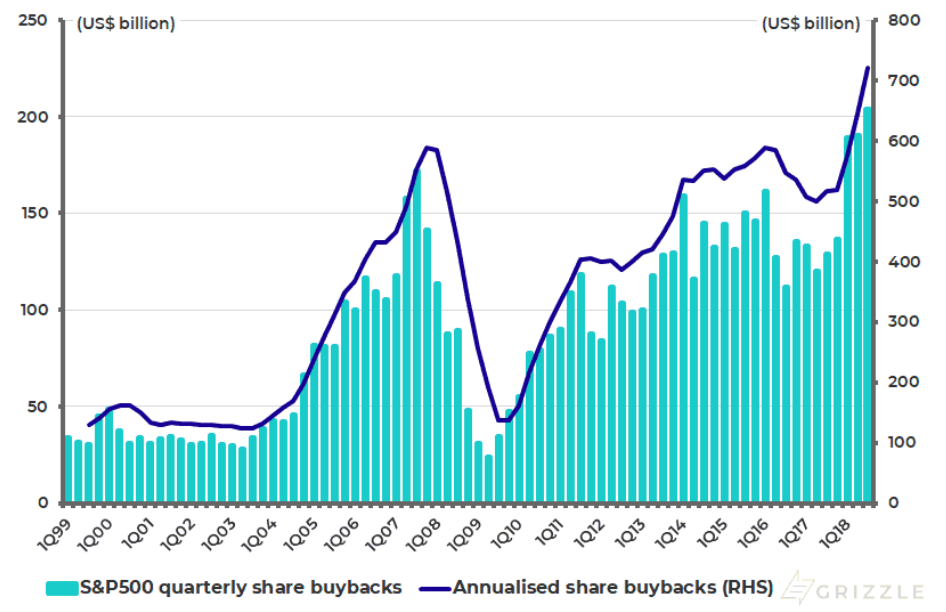 250
(US$ billion)
(US$ billion)
800
700
200
600
150
500
400
100
300
200
50
100
0
0
1Q99
1Q00
1Q01
1Q02
1Q03
1Q04
1Q05
1Q06
1Q07
1Q08
1Q09
1Q10
1Q11
1Q12
1Q13
1Q14
1Q15
1Q16
1Q17
1Q18
S&P500 quarterly share buybacks
Annualised share buybacks (RHS)
GRIZZLE